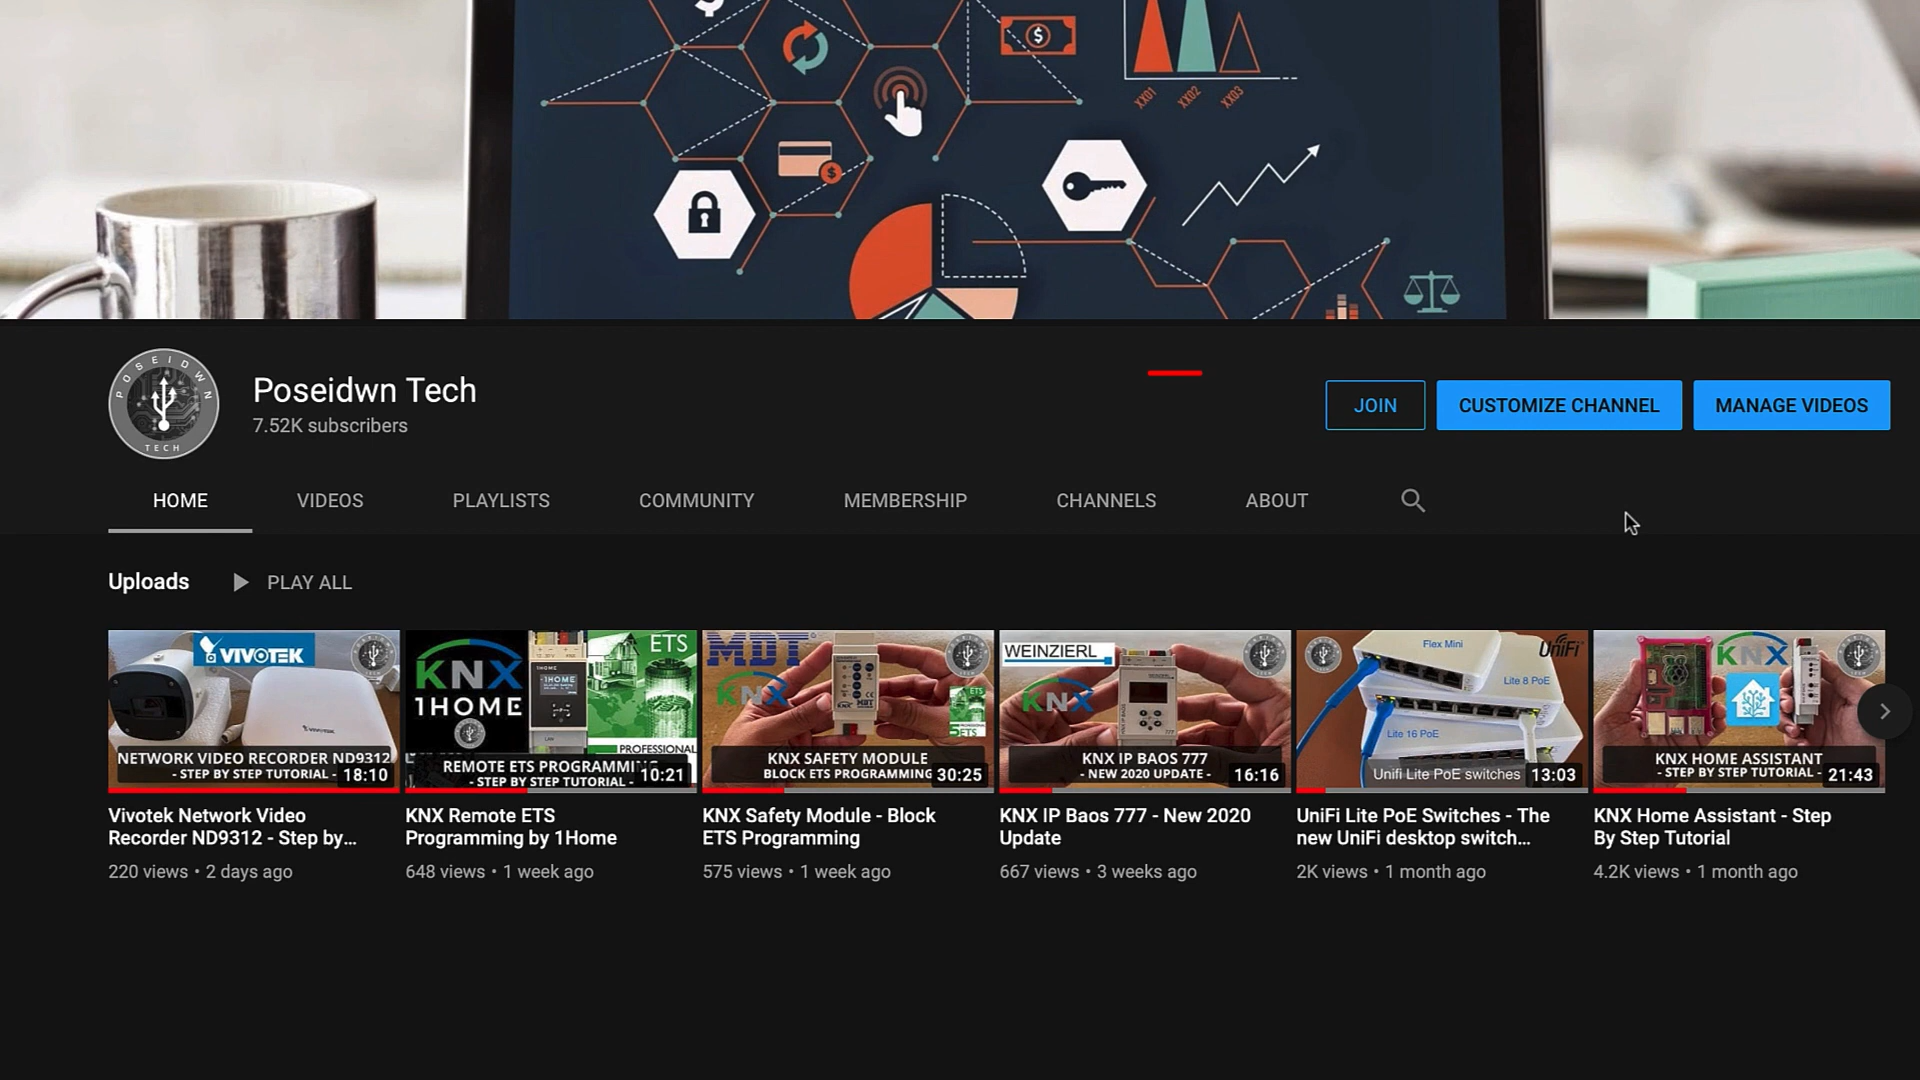 $
$
$
XX01
XX02
XX03
POSEIDWN
TECH
Poseidwn Tech
7.52K subscribers
JOIN
CUSTOMIZE CHANNEL
MANAGE VIDEOS
HOME
VIDEOS
PLAYLISTS
COMMUNITY
MEMBERSHIP
CHANNELS
ABOUT
Uploads
PLAY ALL
VIVOTEK
NETWORK VIDEO RECORDER ND9312
- STEP BY STEP TUTORIAL -
18:10
KNX
1HOME
ETS
1HOME
PROFESSIONAL
REMOTE ETS PROGRAMMING
- STEP BY STEP TUTORIAL -
10:21
MDT
KNX
ETS
KNX SAFETY MODULE
BLOCK ETS PROGRAMMING
30:25
WEINZIERL
KNX
KNX IP BAOS 777
- NEW 2020 UPDATE -
16:16
Flex Mini
UniFi
Lite 8 PoE
Lite 16 PoE
Unifi Lite PoE switches
13:03
KNX
KNX HOME ASSISTANT
- STEP BY STEP TUTORIAL -
21:43
Vivotek Network Video
Recorder ND9312 - Step by...
220 views • 2 days ago
KNX Remote ETS
Programming by 1Home
648 views • 1 week ago
KNX Safety Module - Block
ETS Programming
575 views • 1 week ago
KNX IP Baos 777 - New 2020
Update
667 views • 3 weeks ago
UniFi Lite PoE Switches - The
new UniFi desktop switch...
2K views • 1 month ago
KNX Home Assistant - Step
By Step Tutorial
4.2K views • 1 month ago